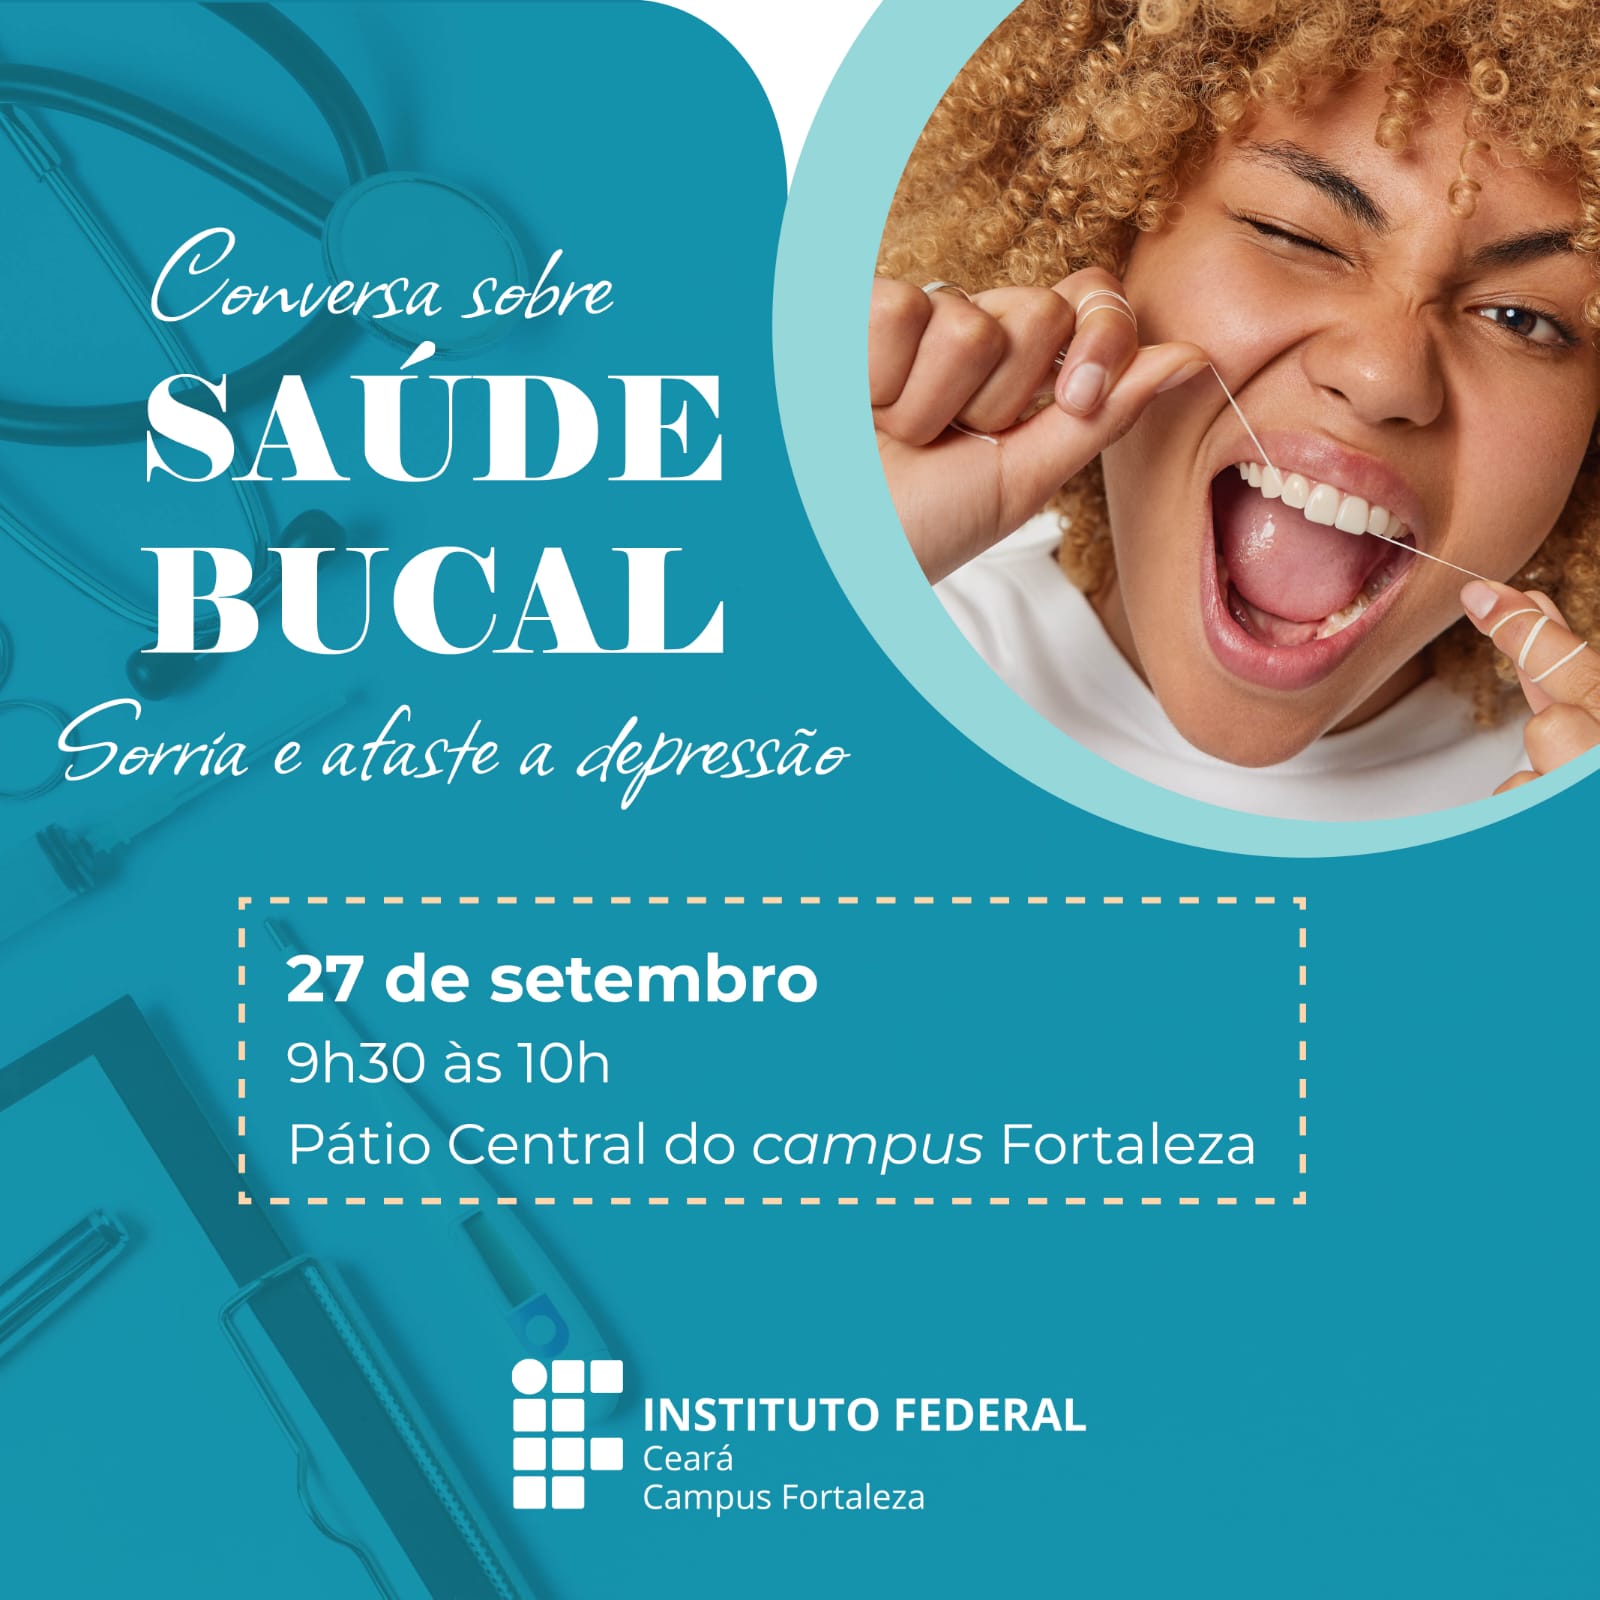 Conversa sobre
SAÚDE
BUCAL
Sorria e afaste a depressão
27 de setembro
9h30 às 10h
Pátio Central do campus Fortaleza
INSTITUTO FEDERAL
Ceará
Campus Fortaleza